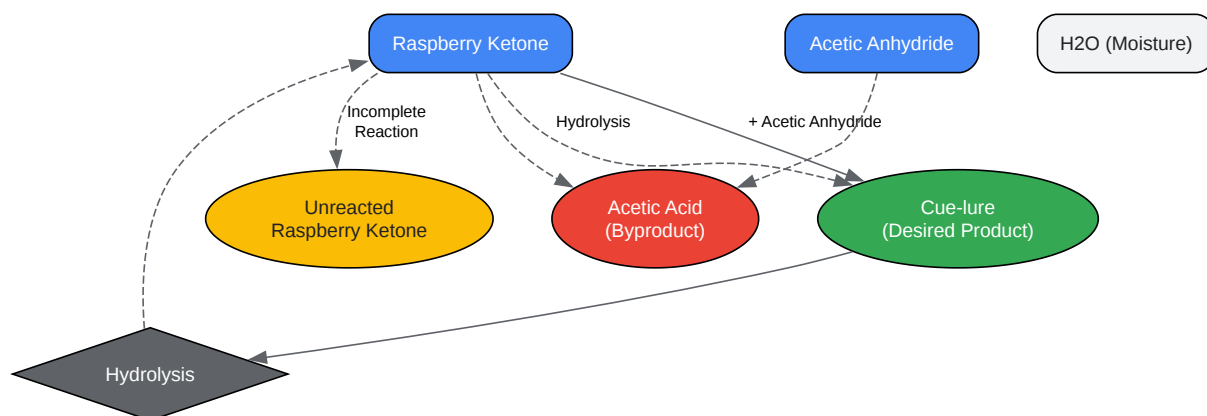 Raspberry Ketone
Acetic Anhydride
H2O (Moisture)
Incomplete
Reaction
Hydrolysis
+ Acetic Anhydride
Unreacted
Raspberry Ketone
Acetic Acid
(Byproduct)
Cue-lure
(Desired Product)
Hydrolysis